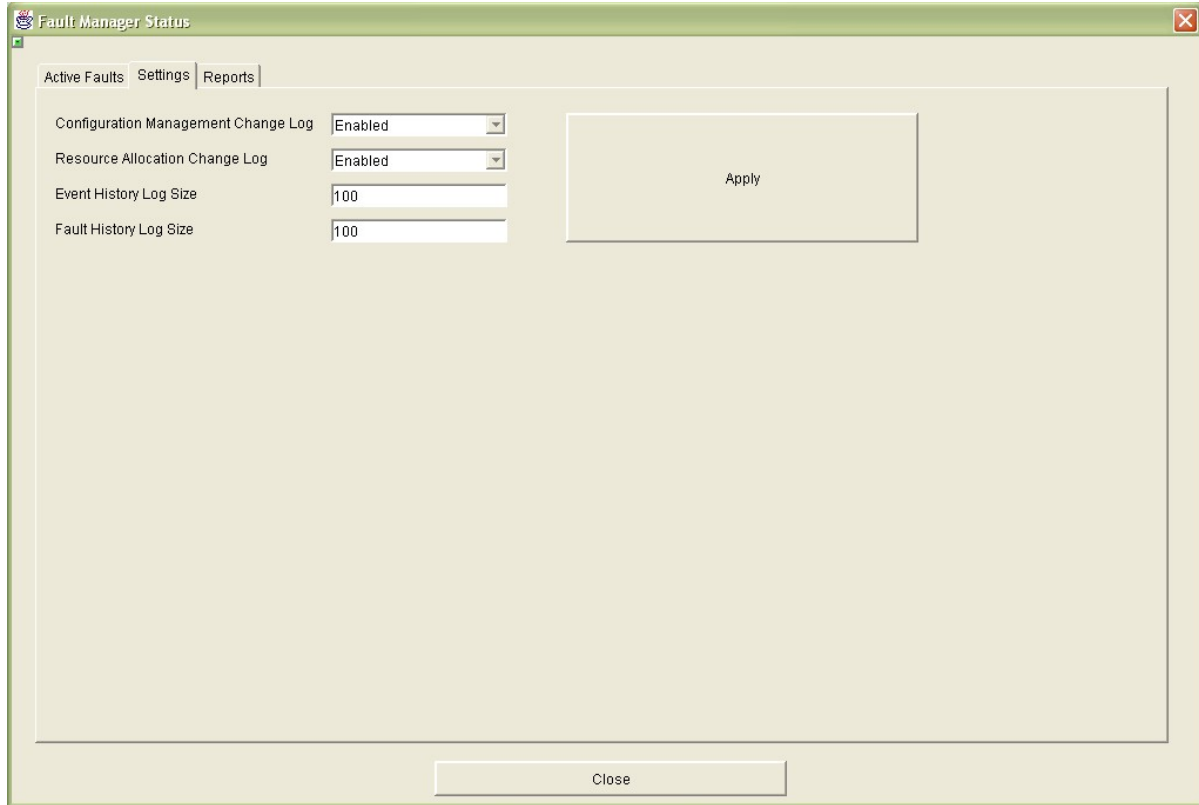 Fault Manager Status
Active Faults Settings Reports
Configuration Management Change Log Enabled
Resource Allocation Change Log Enabled
Apply
Event History Log Size 100
Fault History Log Size 100
Close